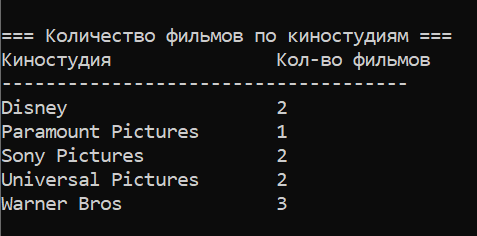 === Количество фильмов по киностудиям ===
Киностудия               Кол-во фильмов
-------------------------------------
Disney                   2
Paramount Pictures       1
Sony Pictures            2
Universal Pictures       2
Warner Bros              3